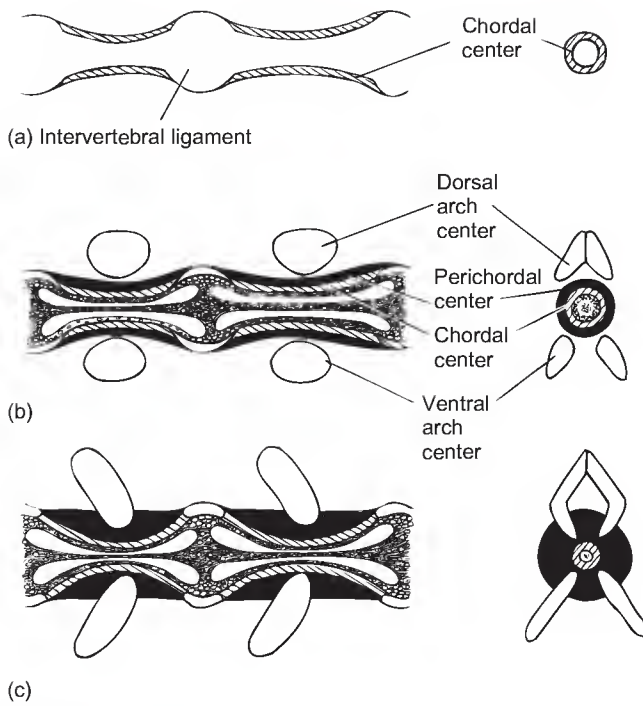 Chordal
center
(a) Intervertebral ligament
Dorsal
arch
center
Perichordal
center
Chordal
center
Ventral
arch
center
(b)
(c)